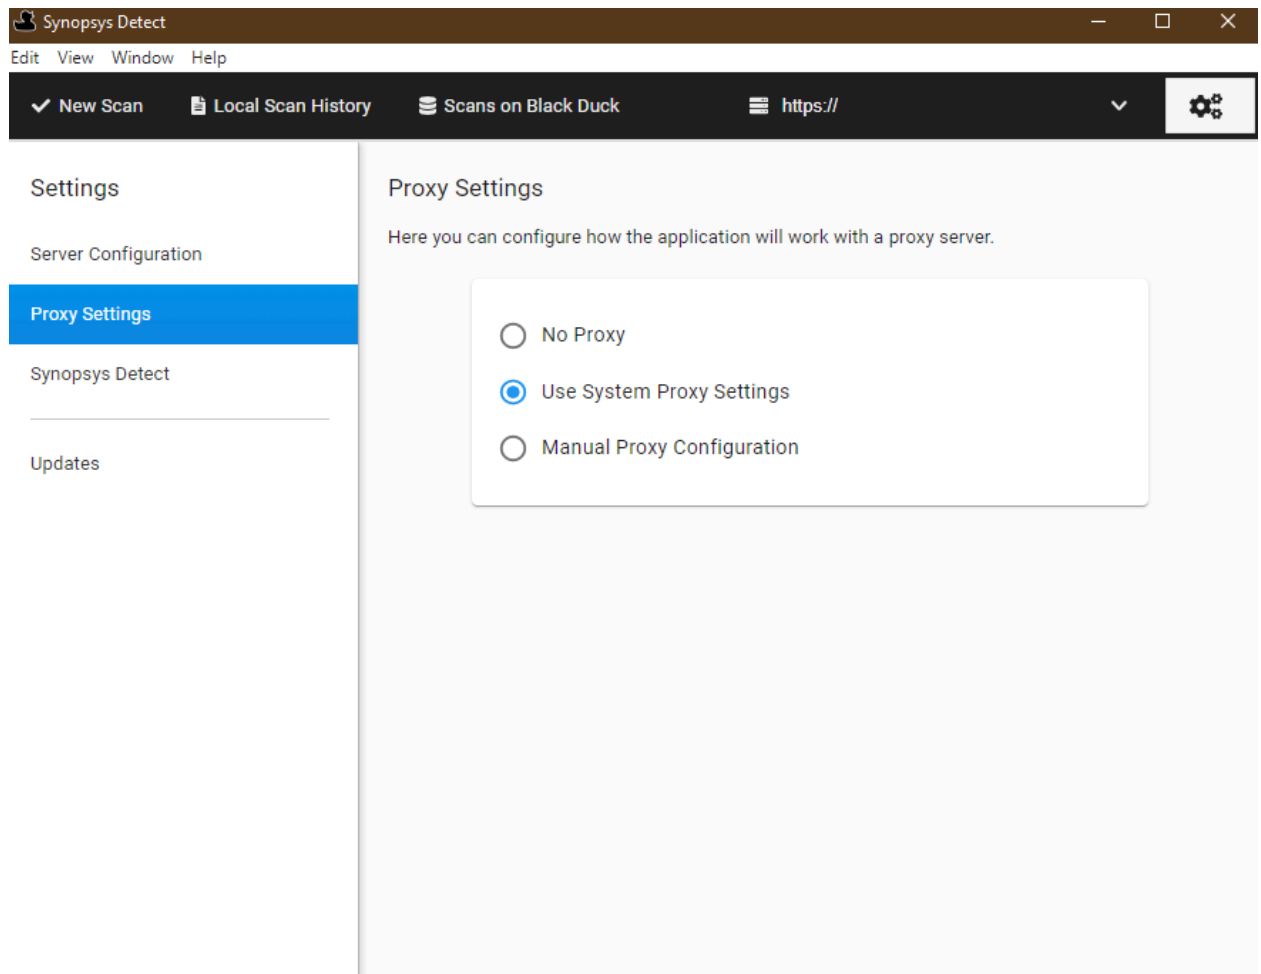 Synopsys Detect
Edit View Window Help
New Scan Local Scan History Scans on Black Duck https://
Settings
Server Configuration
Proxy Settings
Synopsys Detect
Updates
Proxy Settings
Here you can configure how the application will work with a proxy server.
No Proxy
Use System Proxy Settings
Manual Proxy Configuration